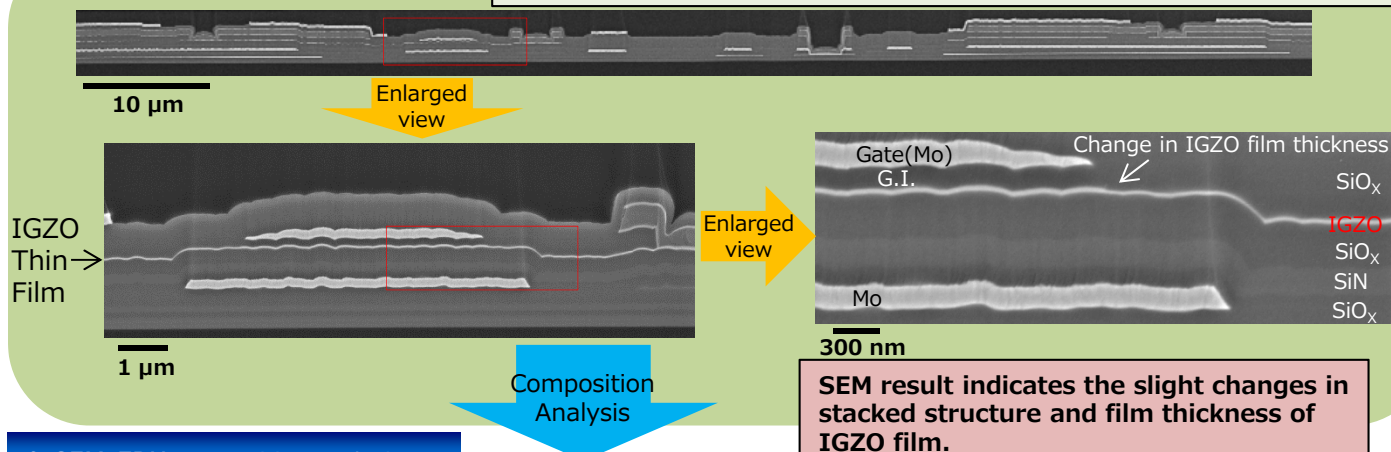 10 μm
Enlarged
view
IGZO
Thin
Film
1 μm
Enlarged
view
Gate(Mo)
G.I.
Change in IGZO film thickness
SiOX
IGZO
SiOX
SiN
SiOX
Mo
300 nm
Composition
Analysis
SEM result indicates the slight changes in
stacked structure and film thickness of
IGZO film.